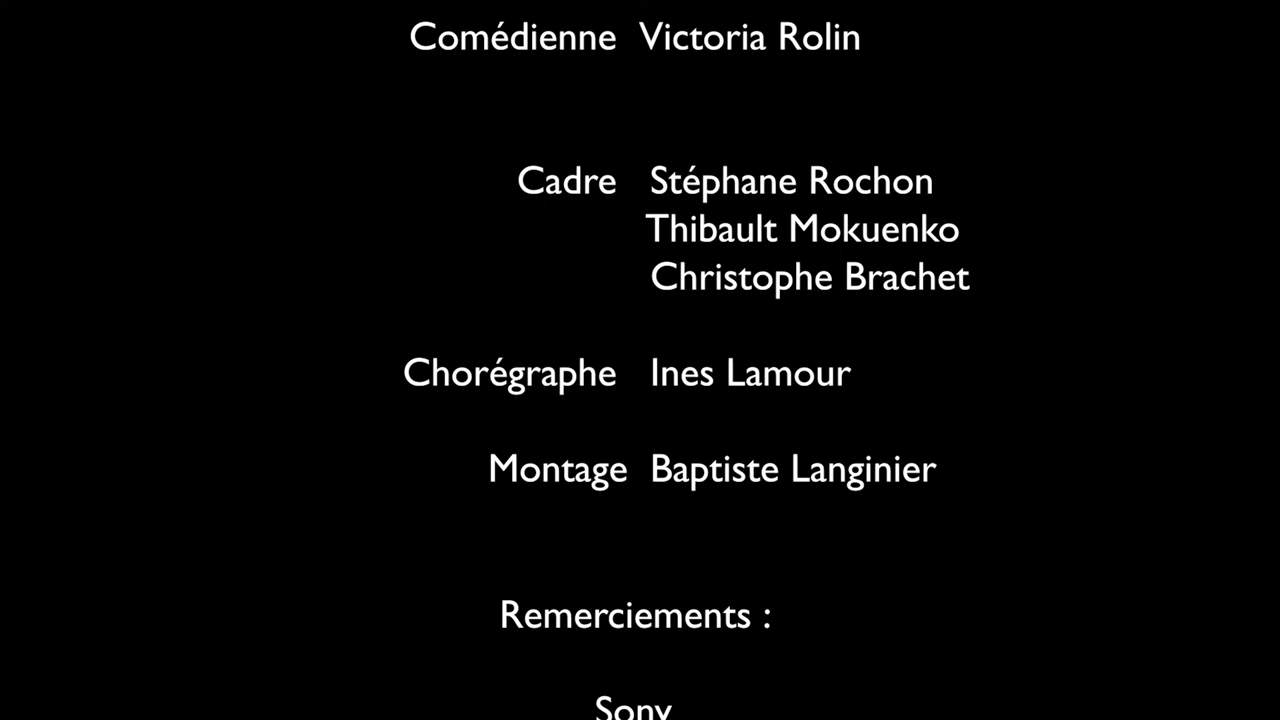 Comédienne Victoria Rolin
Cadre Stéphane Rochon
Thibault Mokuenko
Christophe Brachet
Chorégraphe Ines Lamour
Montage Baptiste Langinier
Remerciements :
Sony